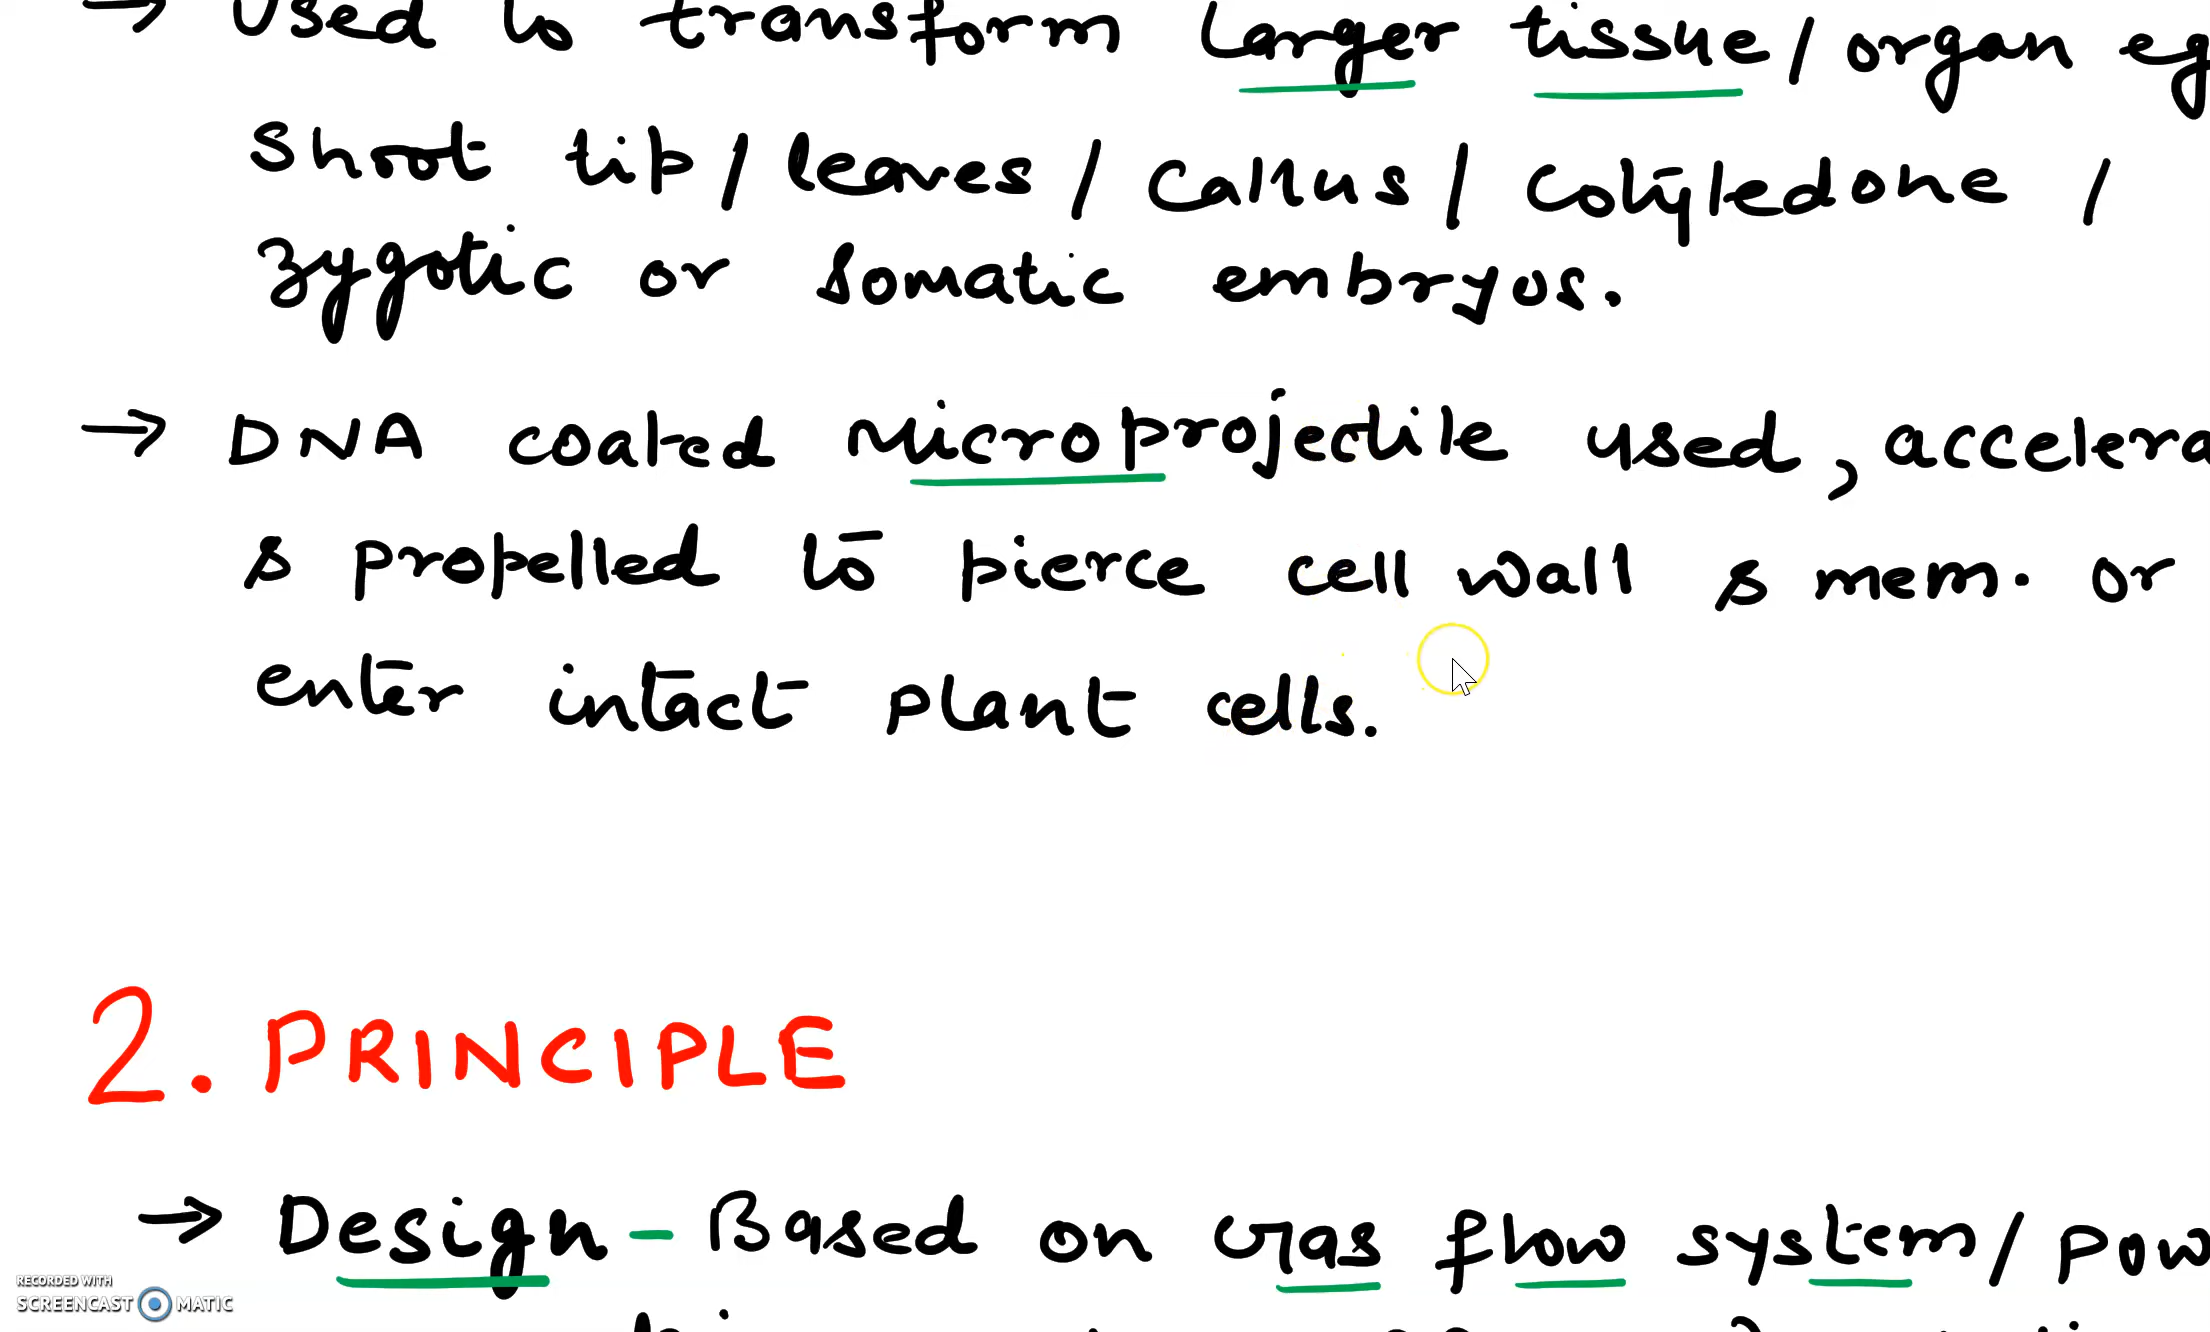 → Used to transform larger tissue/ organ eg
Shoot tip/ leaves / callus / Cotyledone /
Zygotic or Somatic embryos.
→ DNA coated microprojectile used, accelera
& propelled to pierce cell wall & mem. or
enter intact plant cells.
2. PRINCIPLE
→ Design - Based on Gas flow system/ pow
RECORDED WITH
SCREENCAST MATIC